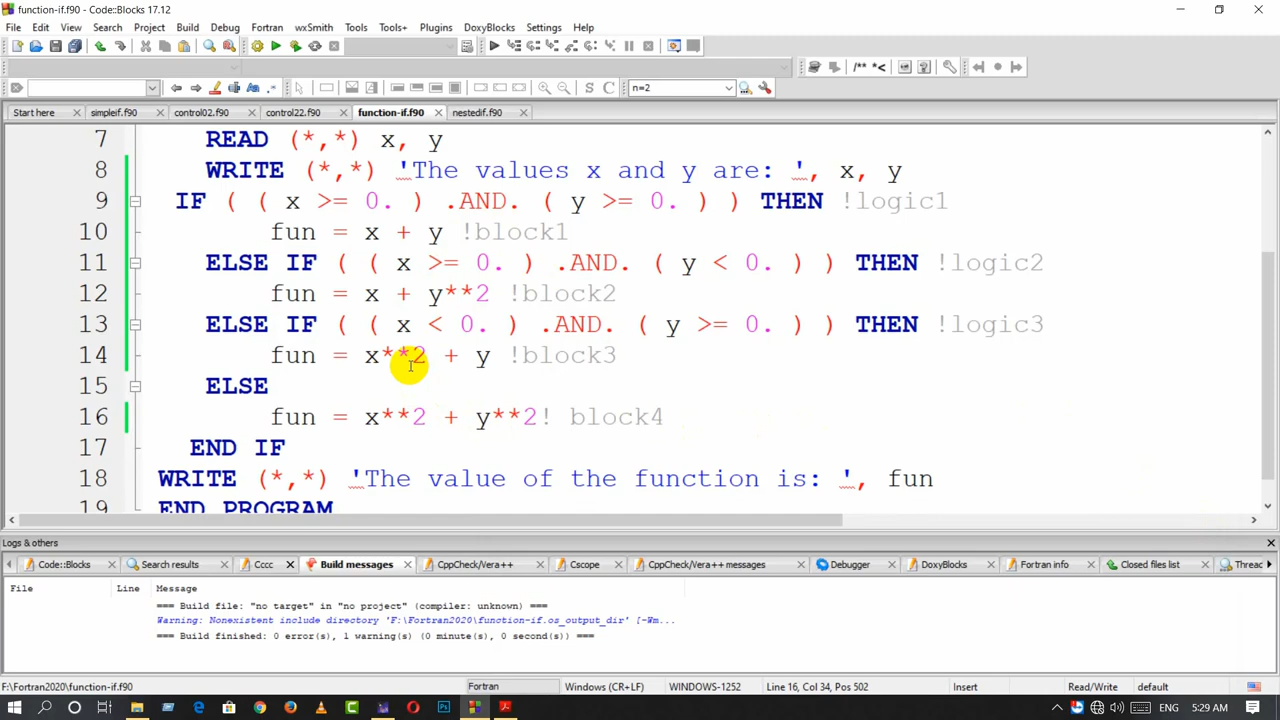 function-if.f90 - Code::Blocks 17.12
File Edit View Search Project Build Debug Fortran wxSmith Tools Tools+ Plugins DoxyBlocks Settings Help
/** *<
S C n=2
Start here simpleif.f90 control02.f90 control22.f90 function-if.f90 nestedif.f90
7 READ (*,*) x, y
8 WRITE (*,*) 'The values x and y are: ', x, y
9 IF ( ( x >= 0. ) .AND. ( y >= 0. ) ) THEN !logic1
10 fun = x + y !block1
11 ELSE IF ( ( x >= 0. ) .AND. ( y < 0. ) ) THEN !logic2
12 fun = x + y**2 !block2
13 ELSE IF ( ( x < 0. ) .AND. ( y >= 0. ) ) THEN !logic3
14 fun = x**2 + y !block3
15 ELSE
16 fun = x**2 + y**2! block4
17 END IF
18 WRITE (*,*) 'The value of the function is: ', fun
19 END PROGRAM
Logs & others
Code::Blocks Search results Cccc Build messages CppCheck/Vera++ Cscope CppCheck/Vera++ messages Debugger DoxyBlocks Fortran info Closed files list Threa
File Line Message
=== Build file: "no target" in "no project" (compiler: unknown) ===
Warning: Nonexistent include directory 'F:\Fortran2020\function-if.os_output_dir' [-Wm...
=== Build finished: 0 error(s), 1 warning(s) (0 minute(s), 0 second(s)) ===
F:\Fortran2020\function-if.f90 Fortran Windows (CR+LF) WINDOWS-1252 Line 16, Col 34, Pos 502 Insert Read/Write default
ENG 5:29 AM